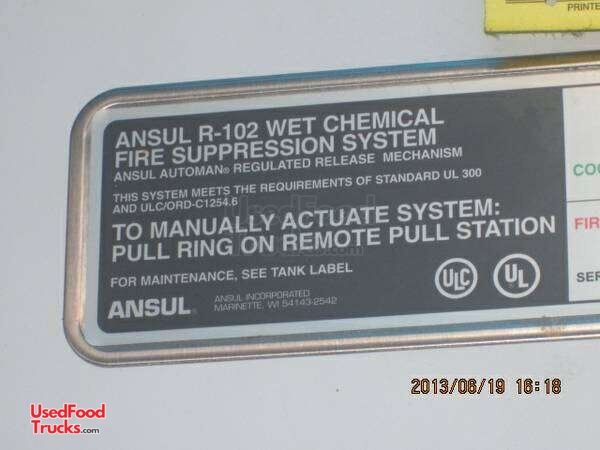 PRINTE
ANSUL R-102 WET CHEMICAL
FIRE SUPPRESSION SYSTEM
ANSUL AUTOMAN® REGULATED RELEASE MECHANISM
THIS SYSTEM MEETS THE REQUIREMENTS OF STANDARD UL 300
AND ULC/ORD-C1254.6
TO MANUALLY ACTUATE SYSTEM:
PULL RING ON REMOTE PULL STATION
FOR MAINTENANCE, SEE TANK LABEL
ANSUL
ANSUL INCORPORATED
MARINETTE, WI 54143-2542
ULC
UL
COO
FIR
SER
2013/06/19 16:18
UsedFood
Trucks.com